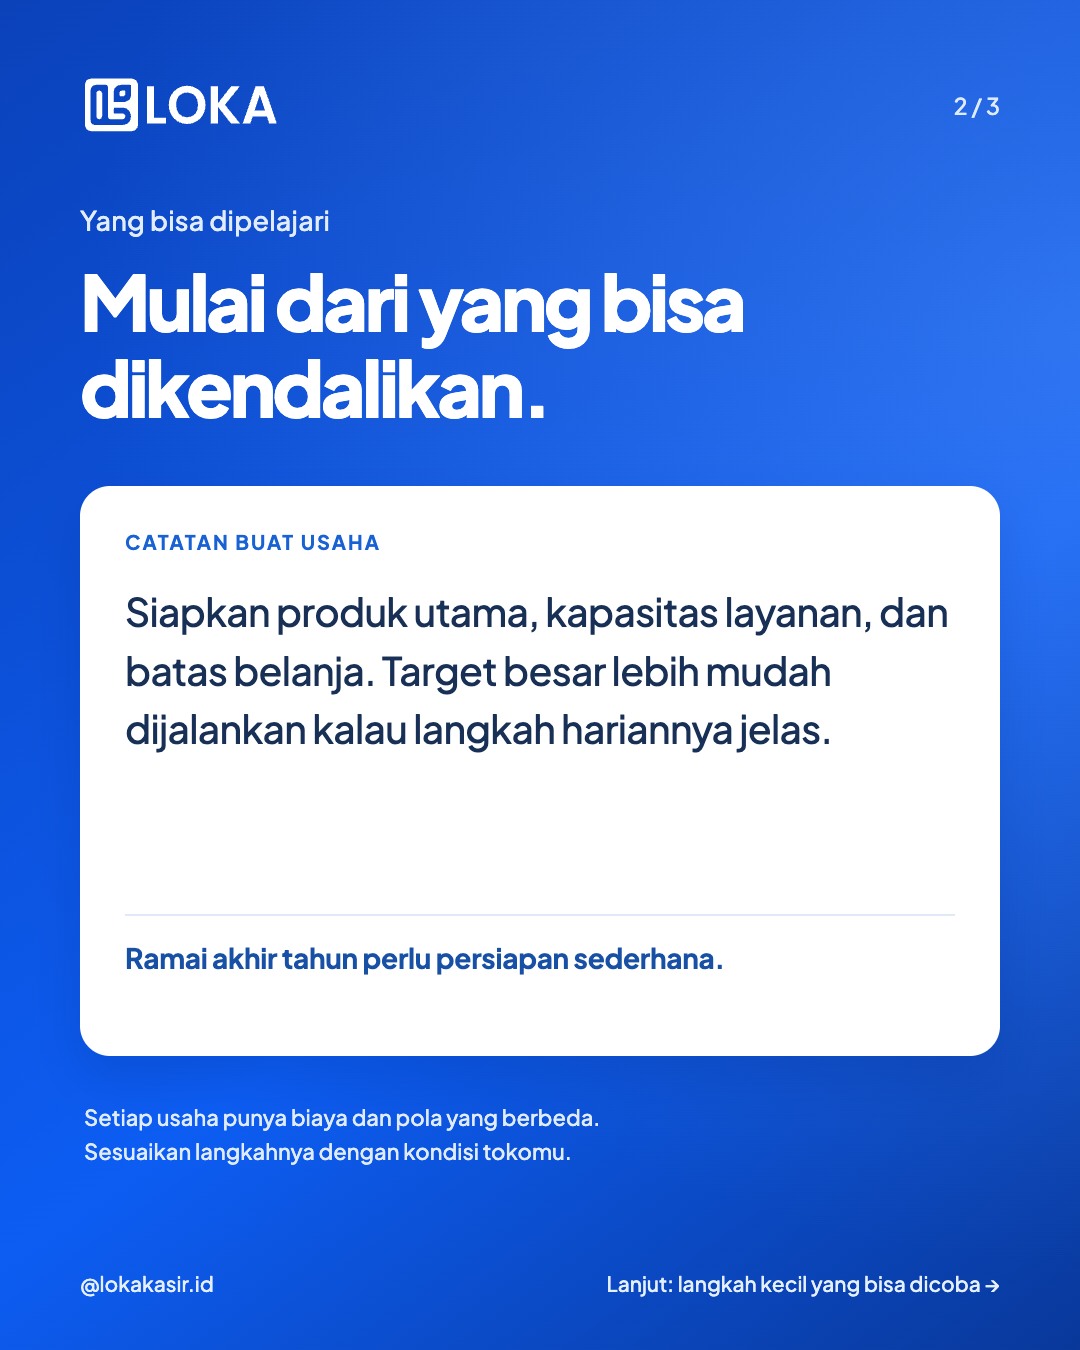 LOKA
2 / 3
Yang bisa dipelajari
Mulai dari yang bisa
dikendalikan.
CATATAN BUAT USAHA
Siapkan produk utama, kapasitas layanan, dan
batas belanja. Target besar lebih mudah
dijalankan kalau langkah hariannya jelas.
Ramai akhir tahun perlu persiapan sederhana.
Setiap usaha punya biaya dan pola yang berbeda.
Sesuaikan langkahnya dengan kondisi tokomu.
@lokakasir.id
Lanjut: langkah kecil yang bisa dicoba →